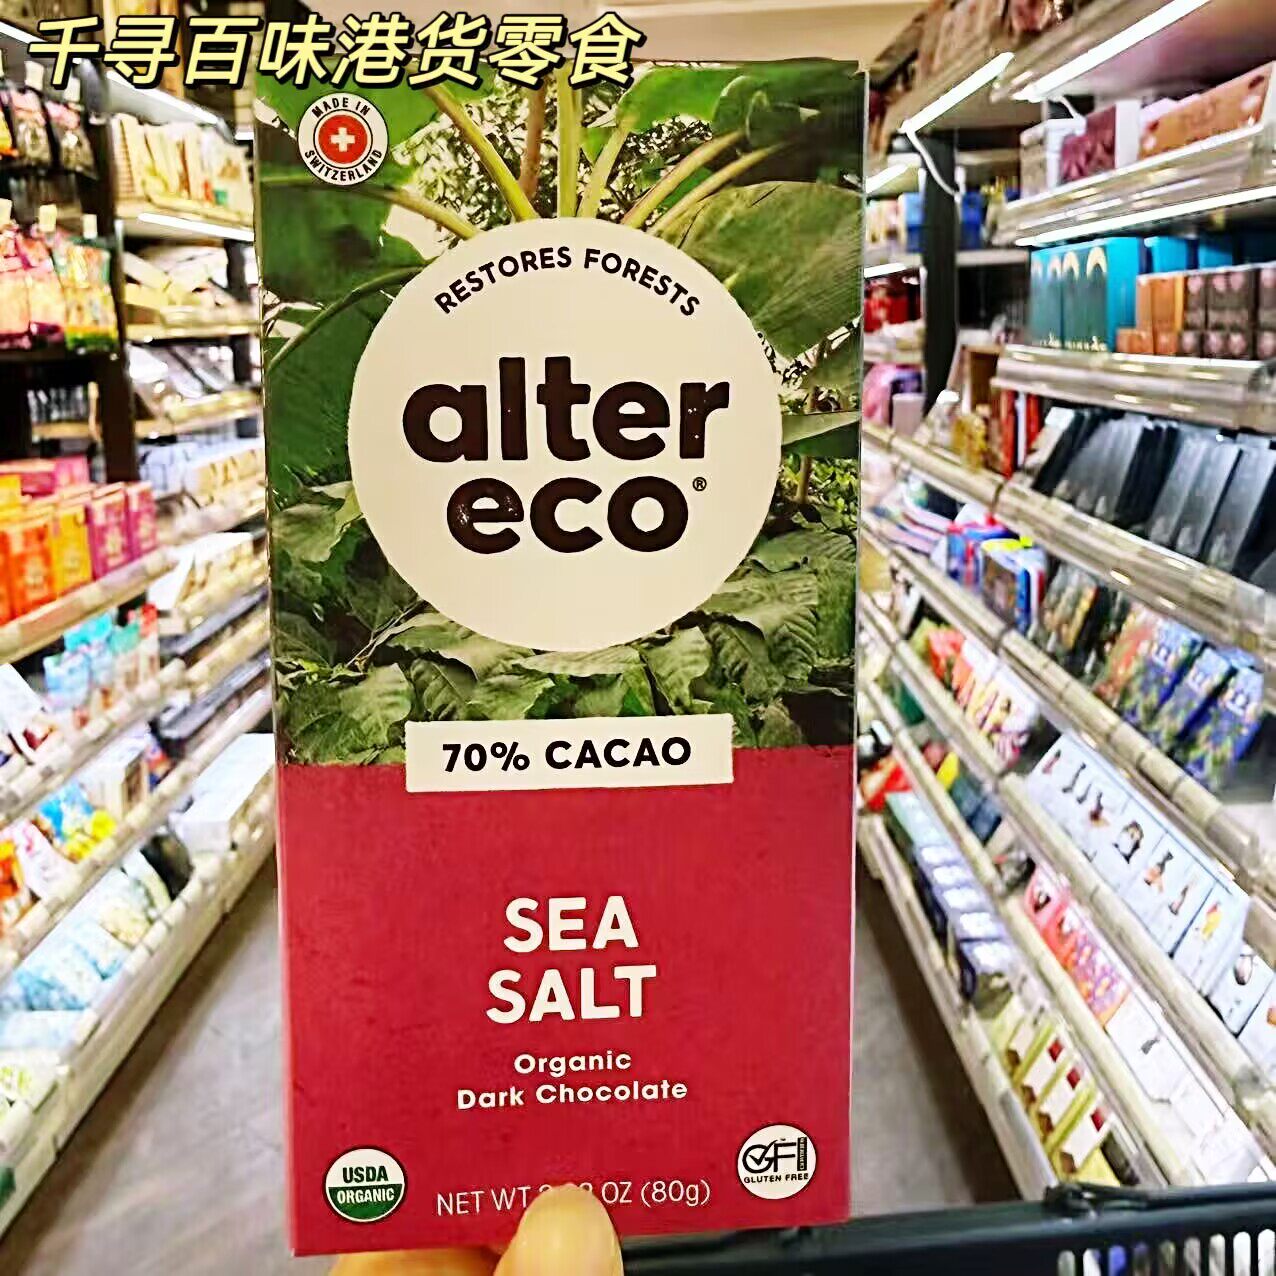 千寻百味港货零食
MADE IN
SWITZERLAND
RESTORES FORESTS
alter
eco®
70% CACAO
SEA
SALT
Organic
Dark Chocolate
USDA
ORGANIC
NET WT OZ (80g)
GF
GLUTEN FREE